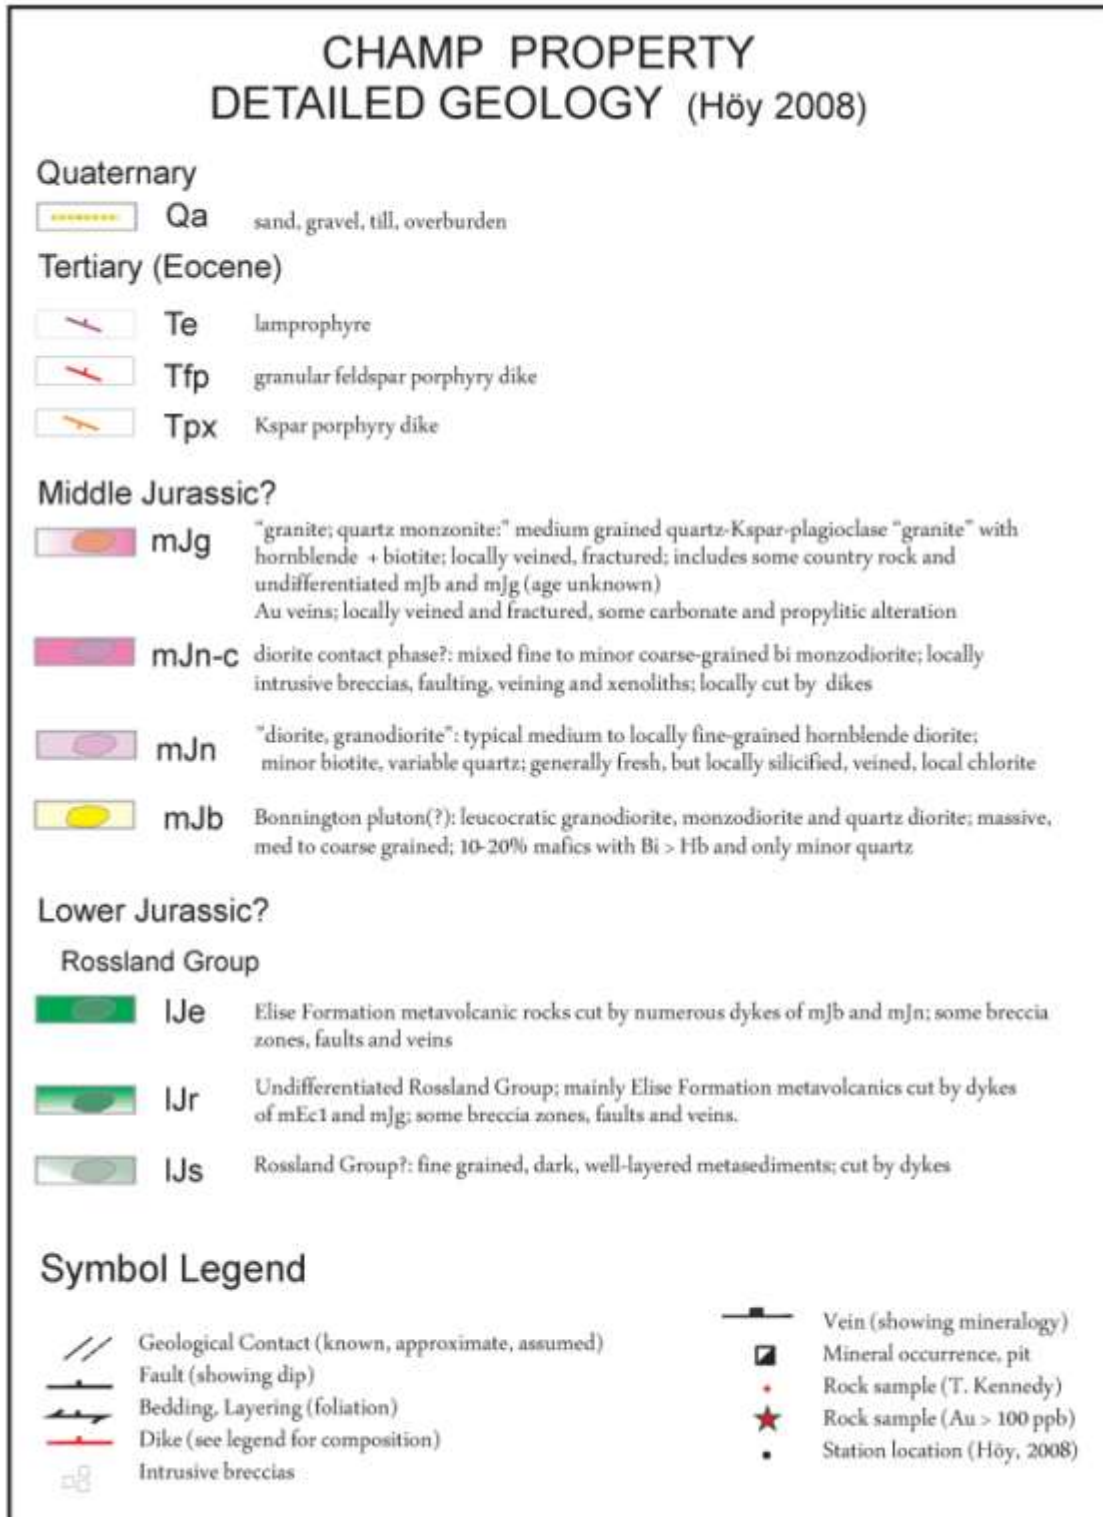 CHAMP PROPERTY
DETAILED GEOLOGY (Höy 2008)
Quaternary
Qa sand, gravel, till, overburden
Tertiary (Eocene)
Te lamprophyre
Tfp granular feldspar porphyry dike
Tpx Kspar porphyry dike
Middle Jurassic?
mJg "granite; quartz monzonite:" medium grained quartz-Kspar-plagioclase "granite" with
hornblende + biotite; locally veined, fractured; includes some country rock and
undifferentiated mJb and mJg (age unknown)
Au veins; locally veined and fractured, some carbonate and propylitic alteration
mJn-c diorite contact phase?: mixed fine to minor coarse-grained bi monzodiorite; locally
intrusive breccias, faulting, veining and xenoliths; locally cut by dikes
mJn "diorite, granodiorite": typical medium to locally fine-grained hornblende diorite;
minor biotite, variable quartz; generally fresh, but locally silicified, veined, local chlorite
mJb Bonnington pluton(?): leucocratic granodiorite, monzodiorite and quartz diorite; massive,
med to coarse grained; 10-20% mafics with Bi > Hb and only minor quartz
Lower Jurassic?
Rossland Group
lJe Elise Formation metavolcanic rocks cut by numerous dykes of mJb and mJn; some breccia
zones, faults and veins
lJr Undifferentiated Rossland Group; mainly Elise Formation metavolcanics cut by dykes
of mEc1 and mJg; some breccia zones, faults and veins.
lJs Rossland Group?: fine grained, dark, well-layered metasediments; cut by dykes
Symbol Legend
Geological Contact (known, approximate, assumed)
Fault (showing dip)
Bedding, Layering (foliation)
Dike (see legend for composition)
Intrusive breccias
Vein (showing mineralogy)
Mineral occurrence, pit
Rock sample (T. Kennedy)
Rock sample (Au > 100 ppb)
Station location (Höy, 2008)